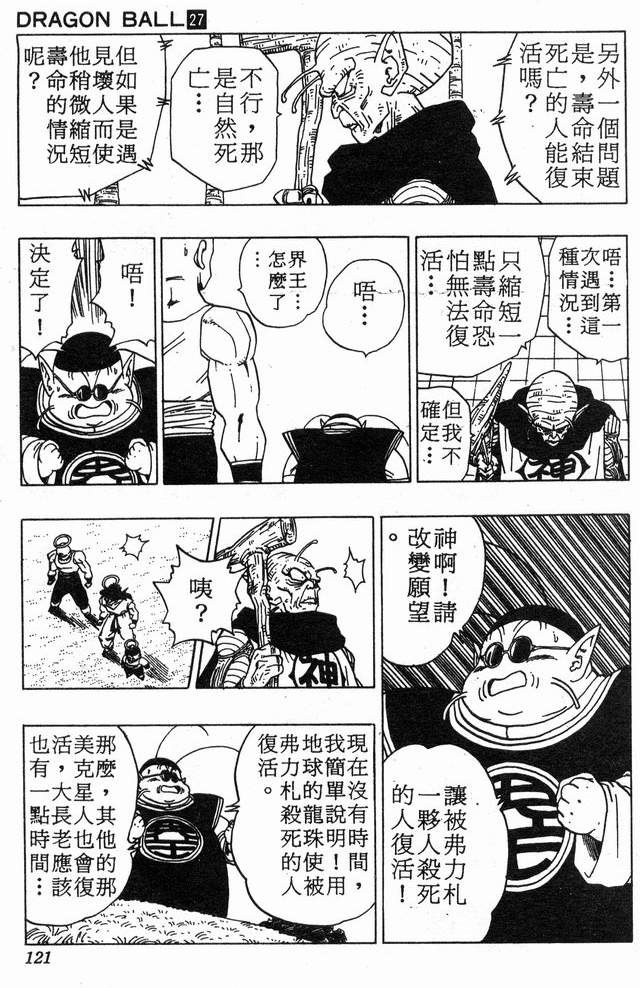 DRAGON BALL 27
另外一個問題
是，壽命結束
死亡的人能復
活嗎？
不行，那
是自然死
亡…
但如果是遇
見壞人而使
他稍微縮短
壽命的情況
呢？
唔…第一
次遇到這
種情況…
只縮短一
點壽命恐
怕無法復
活…
但我不
確定…
唔…
界王…
怎麼了
…
唔！
決定了！
神啊！請
改變願望
。
讓被弗力札
一夥人殺死
的人復活！
神
咦？
神
現在沒有時間，
我簡單說明！用
地球的龍珠使被
弗力札殺死的人
復活。
那麼，其他的那
美克星人也會復
活，大長老應該
也有一點時間…
121